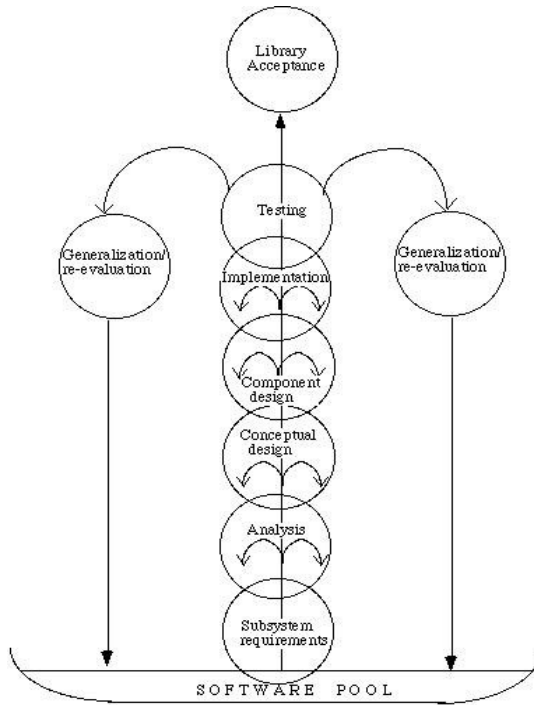 Library
Acceptance
Testing
Generalization/
re-evaluation
Generalization/
re-evaluation
Implementation
Component
design
Conceptual
design
Analysis
Subsystem
requirements
SOFTWARE POOL